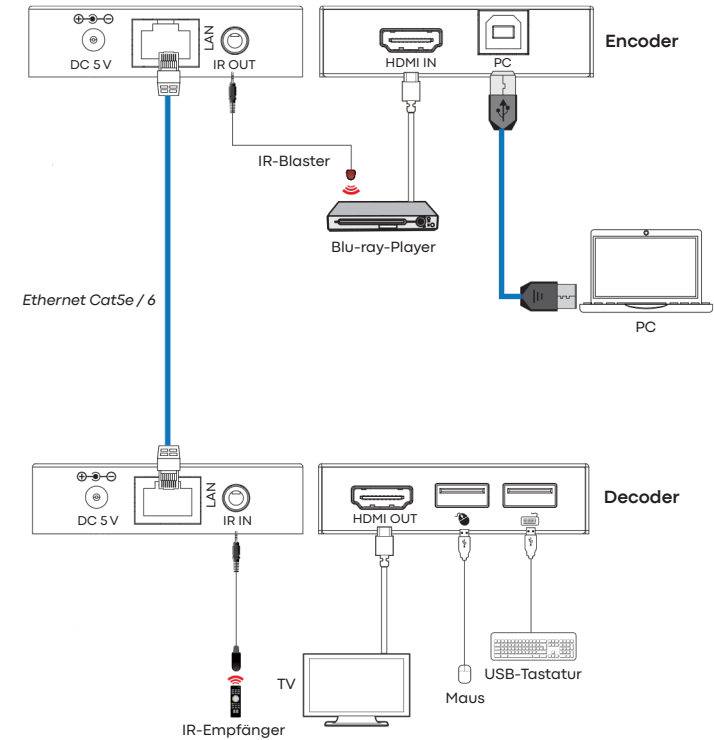 Encoder
DC 5 V
LAN
IR OUT
HDMI IN
PC
IR-Blaster
Blu-ray-Player
Ethernet Cat5e / 6
PC
Decoder
DC 5 V
LAN
IR IN
HDMI OUT
TV
Maus
USB-Tastatur
IR-Empfänger